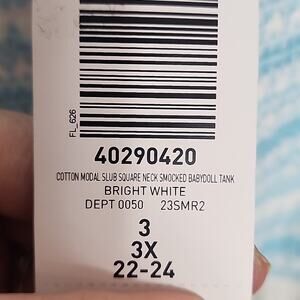 FL_626
40290420
COTTON MODAL SLUB SQUARE NECK SMOCKED BABYDOLL TANK
BRIGHT WHITE
DEPT 0050 23SMR2
3
3X
22-24